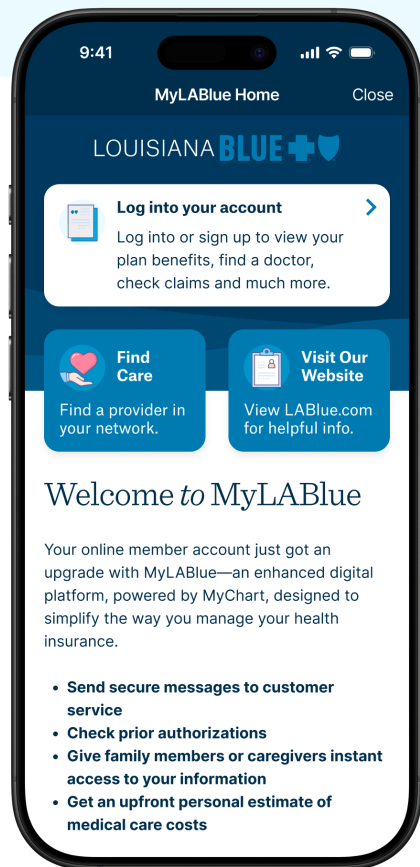 9:41
MyLABlue Home Close
LOUISIANA BLUE
Log into your account
Log into or sign up to view your
plan benefits, find a doctor,
check claims and much more.
Find
Care
Find a provider in
your network.
Visit Our
Website
View LABlue.com
for helpful info.
Welcome to MyLABlue
Your online member account just got an
upgrade with MyLABlue—an enhanced digital
platform, powered by MyChart, designed to
simplify the way you manage your health
insurance.
• Send secure messages to customer
service
• Check prior authorizations
• Give family members or caregivers instant
access to your information
• Get an upfront personal estimate of
medical care costs